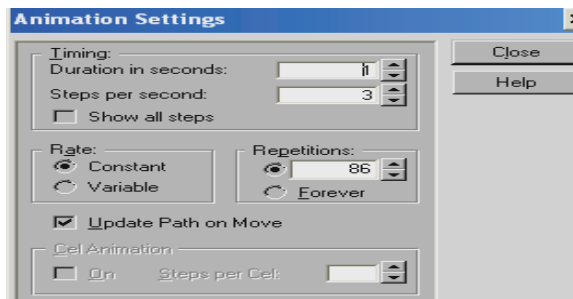 Animation Settings
Timing:
Duration in seconds: 1
Steps per second: 3
Show all steps
Rate:
Constant
Variable
Repetitions:
86
Forever
Update Path on Move
Cel Animation
On Steps per Cel:
Close
Help